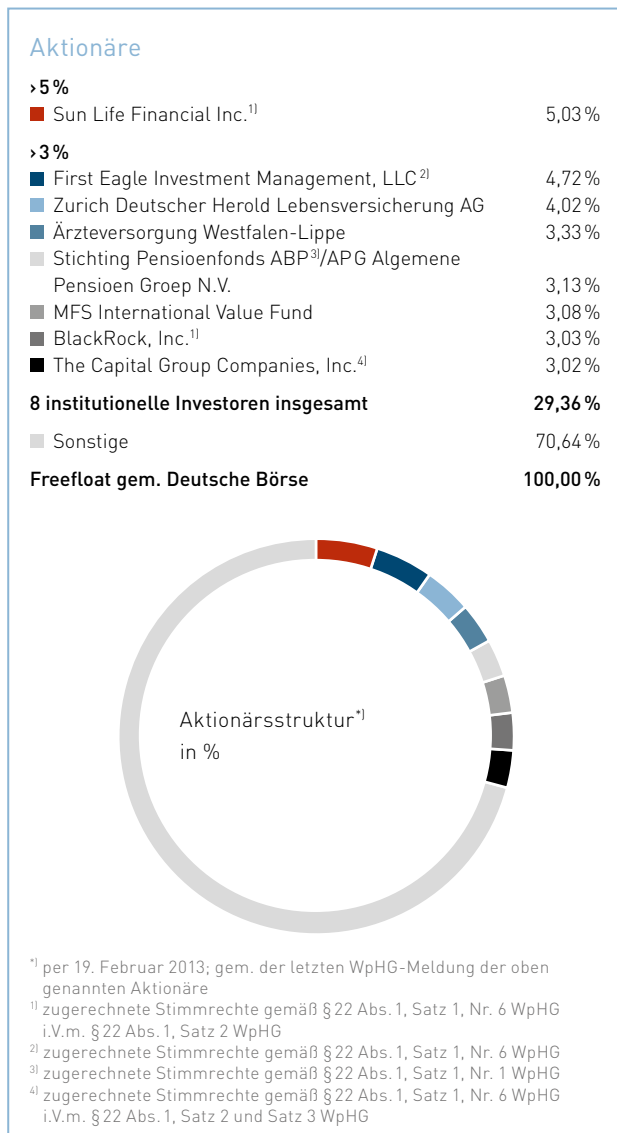 Aktionäre
›5 %
Sun Life Financial Inc.1) 5,03 %
›3 %
First Eagle Investment Management, LLC 2) 4,72 %
Zurich Deutscher Herold Lebensversicherung AG 4,02 %
Ärzteversorgung Westfalen-Lippe 3,33 %
Stichting Pensioenfonds ABP3)/APG Algemene
Pensioen Groep N.V. 3,13 %
MFS International Value Fund 3,08 %
BlackRock, Inc.1) 3,03 %
The Capital Group Companies, Inc.4) 3,02 %
8 institutionelle Investoren insgesamt 29,36 %
Sonstige 70,64 %
Freefloat gem. Deutsche Börse 100,00 %
Aktionärsstruktur*)
in %
*) per 19. Februar 2013; gem. der letzten WpHG-Meldung der oben
genannten Aktionäre
1) zugerechnete Stimmrechte gemäß § 22 Abs. 1, Satz 1, Nr. 6 WpHG
i.V.m. § 22 Abs. 1, Satz 2 WpHG
2) zugerechnete Stimmrechte gemäß § 22 Abs. 1, Satz 1, Nr. 6 WpHG
3) zugerechnete Stimmrechte gemäß § 22 Abs. 1, Satz 1, Nr. 1 WpHG
4) zugerechnete Stimmrechte gemäß § 22 Abs. 1, Satz 1, Nr. 6 WpHG
i.V.m. § 22 Abs. 1, Satz 2 und Satz 3 WpHG